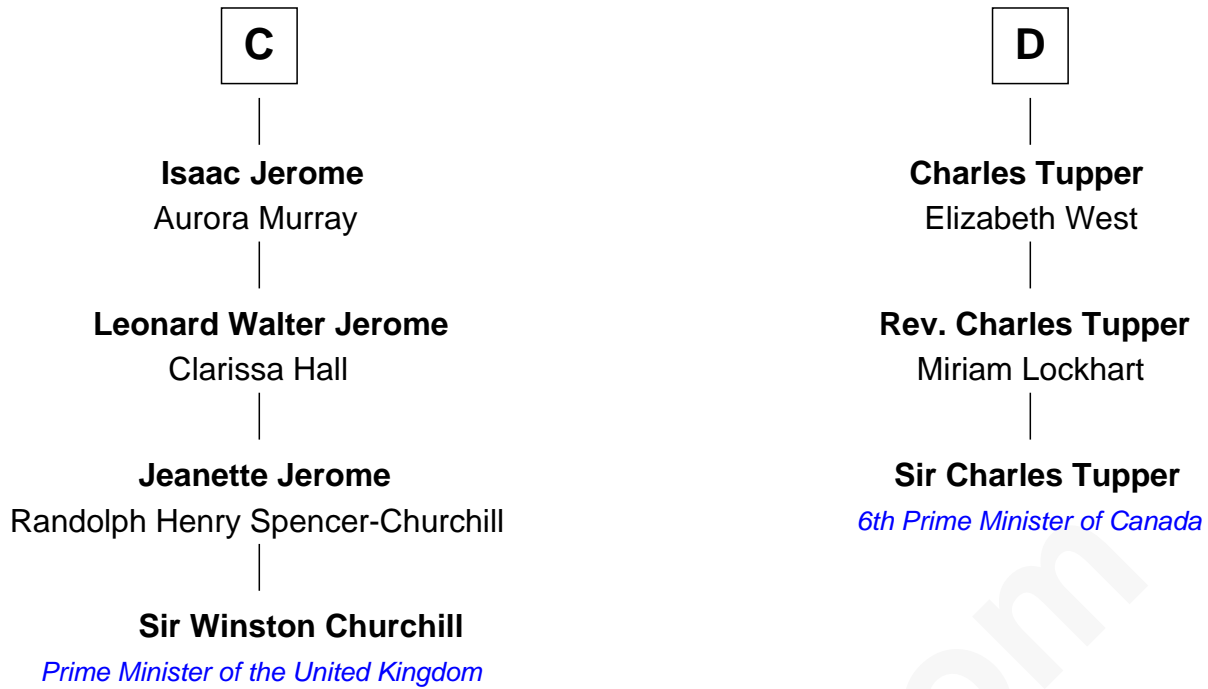 C
Isaac Jerome
Aurora Murray
Leonard Walter Jerome
Clarissa Hall
Jeanette Jerome
Randolph Henry Spencer-Churchill
Sir Winston Churchill
Prime Minister of the United Kingdom
D
Charles Tupper
Elizabeth West
Rev. Charles Tupper
Miriam Lockhart
Sir Charles Tupper
6th Prime Minister of Canada
om